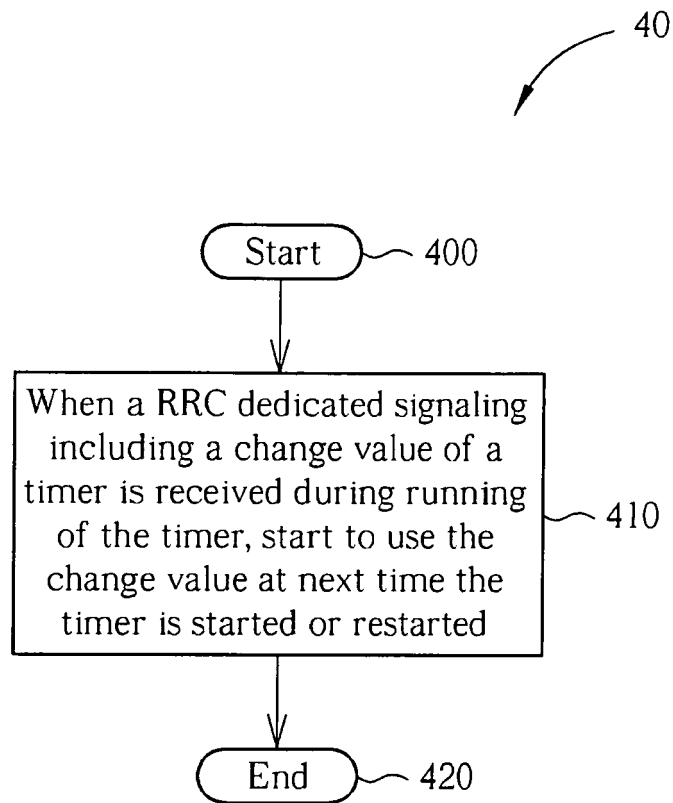 40
Start
400
When a RRC dedicated signaling
including a change value of a
timer is received during running
of the timer, start to use the
change value at next time the
timer is started or restarted
410
End
420